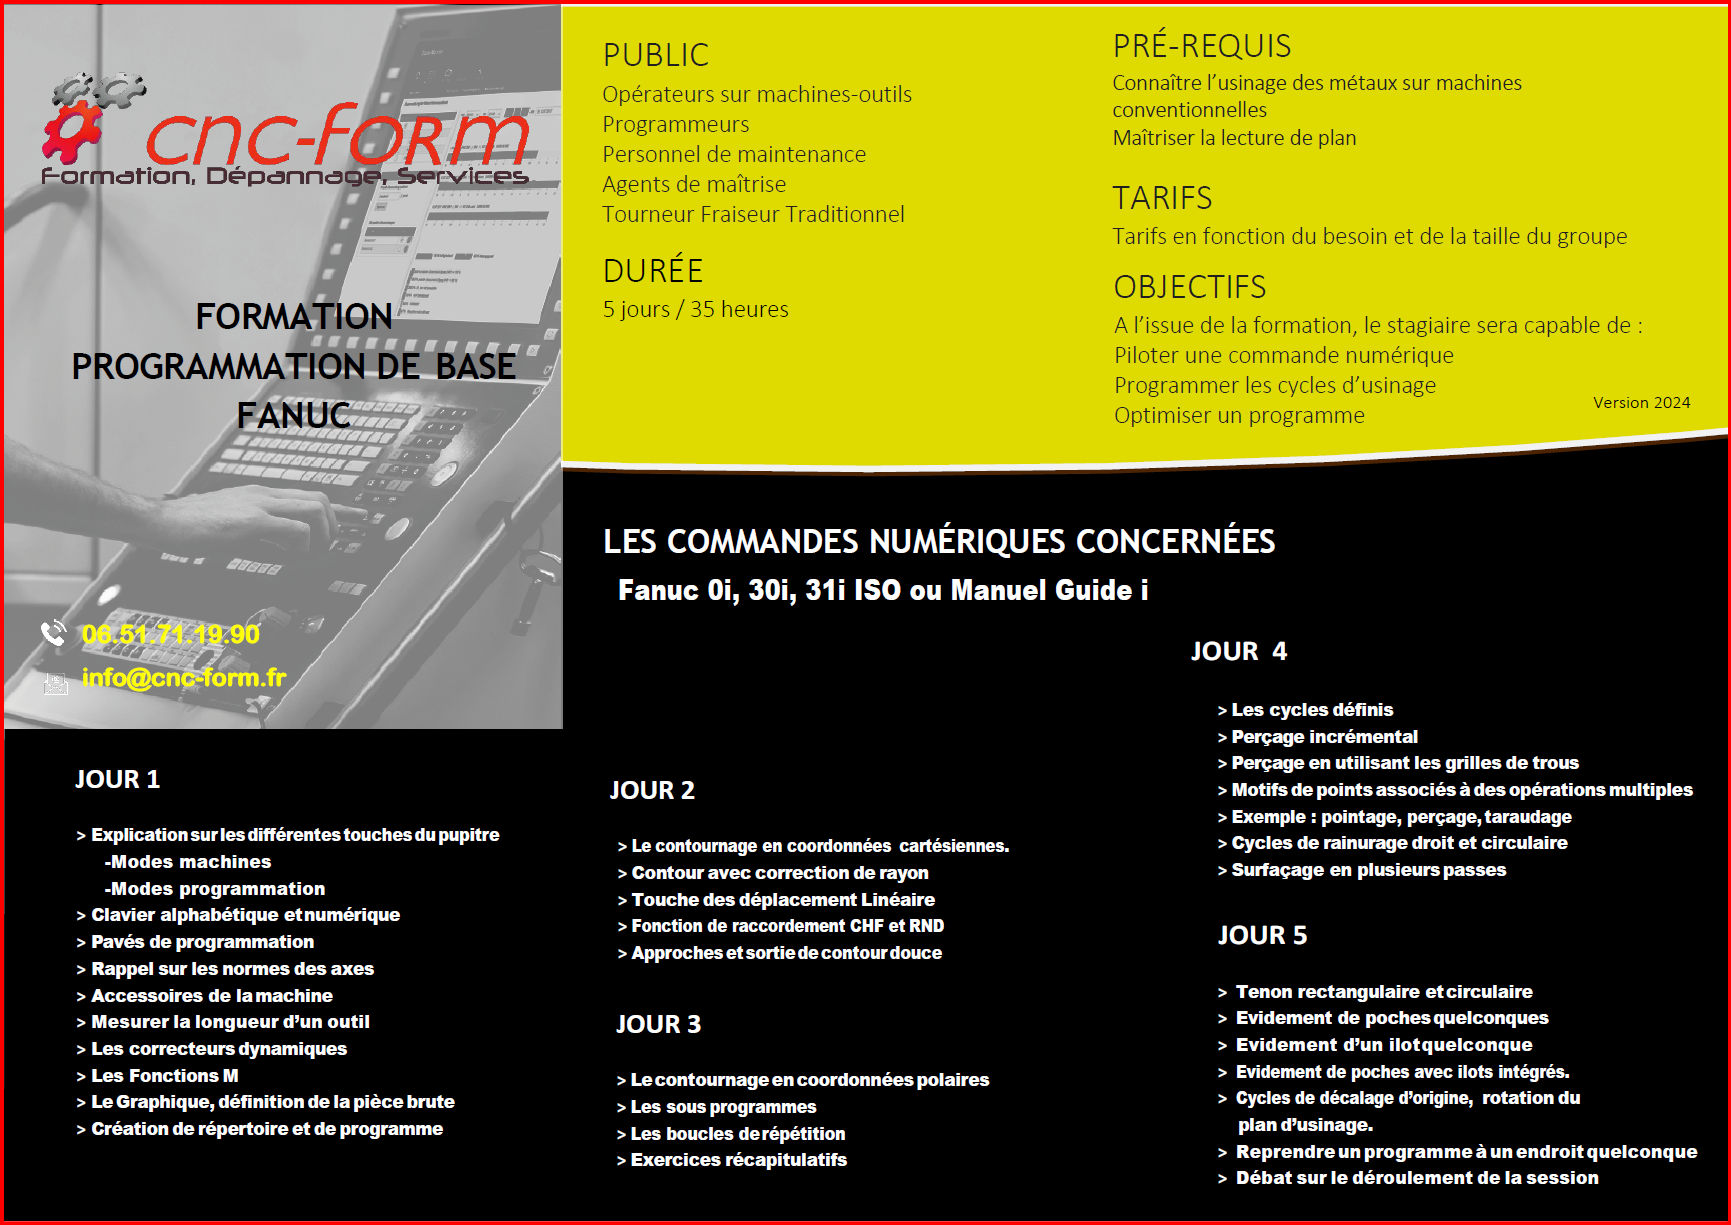 cnc-form
Formation, Dépannage, Services
FORMATION
PROGRAMMATION DE BASE
FANUC
06.51.71.19.90
info@cnc-form.fr
PUBLIC
Opérateurs sur machines-outils
Programmeurs
Personnel de maintenance
Agents de maîtrise
Tourneur Fraiseur Traditionnel
DURÉE
5 jours / 35 heures
PRÉ-REQUIS
Connaître l’usinage des métaux sur machines
conventionnelles
Maîtriser la lecture de plan
TARIFS
Tarifs en fonction du besoin et de la taille du groupe
OBJECTIFS
A l’issue de la formation, le stagiaire sera capable de :
Piloter une commande numérique
Programmer les cycles d’usinage
Optimiser un programme
Version 2024
LES COMMANDES NUMÉRIQUES CONCERNÉES
Fanuc 0i, 30i, 31i ISO ou Manuel Guide i
JOUR 1
> Explication sur les différentes touches du pupitre
-Modes machines
-Modes programmation
> Clavier alphabétique et numérique
> Pavés de programmation
> Rappel sur les normes des axes
> Accessoires de la machine
> Mesurer la longueur d’un outil
> Les correcteurs dynamiques
> Les Fonctions M
> Le Graphique, définition de la pièce brute
> Création de répertoire et de programme
JOUR 2
> Le contournage en coordonnées cartésiennes.
> Contour avec correction de rayon
> Touche des déplacement Linéaire
> Fonction de raccordement CHF et RND
> Approches et sortie de contour douce
JOUR 3
> Le contournage en coordonnées polaires
> Les sous programmes
> Les boucles de répétition
> Exercices récapitulatifs
JOUR 4
> Les cycles définis
> Perçage incrémental
> Perçage en utilisant les grilles de trous
> Motifs de points associés à des opérations multiples
> Exemple : pointage, perçage, taraudage
> Cycles de rainurage droit et circulaire
> Surfaçage en plusieurs passes
JOUR 5
> Tenon rectangulaire et circulaire
> Evidement de poches quelconques
> Evidement d’un ilot quelconque
> Evidement de poches avec ilots intégrés.
> Cycles de décalage d’origine, rotation du
plan d’usinage.
> Reprendre un programme à un endroit quelconque
> Débat sur le déroulement de la session